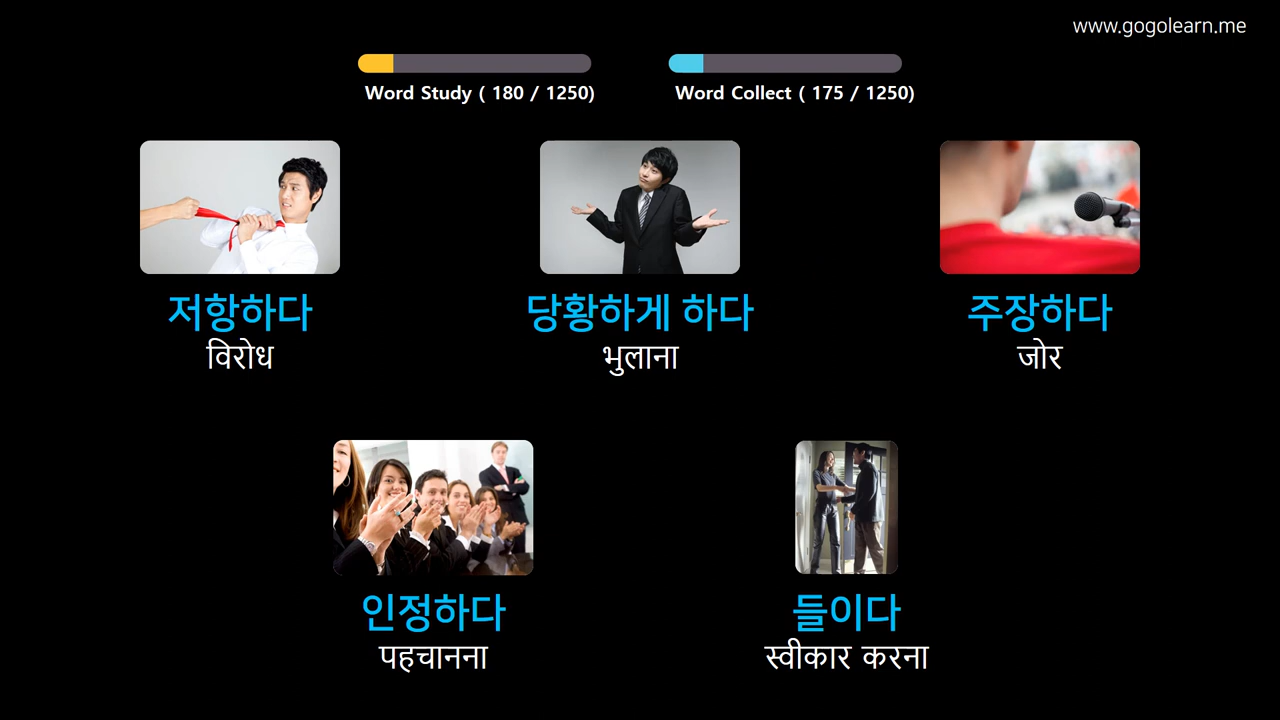 www.gogolearn.me
Word Study ( 180 / 1250)
Word Collect ( 175 / 1250)
저항하다
विरोध
당황하게 하다
भुलाना
주장하다
जोर
인정하다
पहचानना
들이다
स्वीकार करना